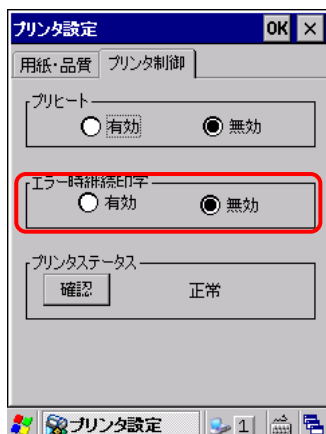 プリンタ設定 OK ×
用紙・品質 プリンタ制御
プリヒート
有効 無効
エラー時継続印字
有効 無効
プリンタステータス
確認 正常
プリンタ設定 1